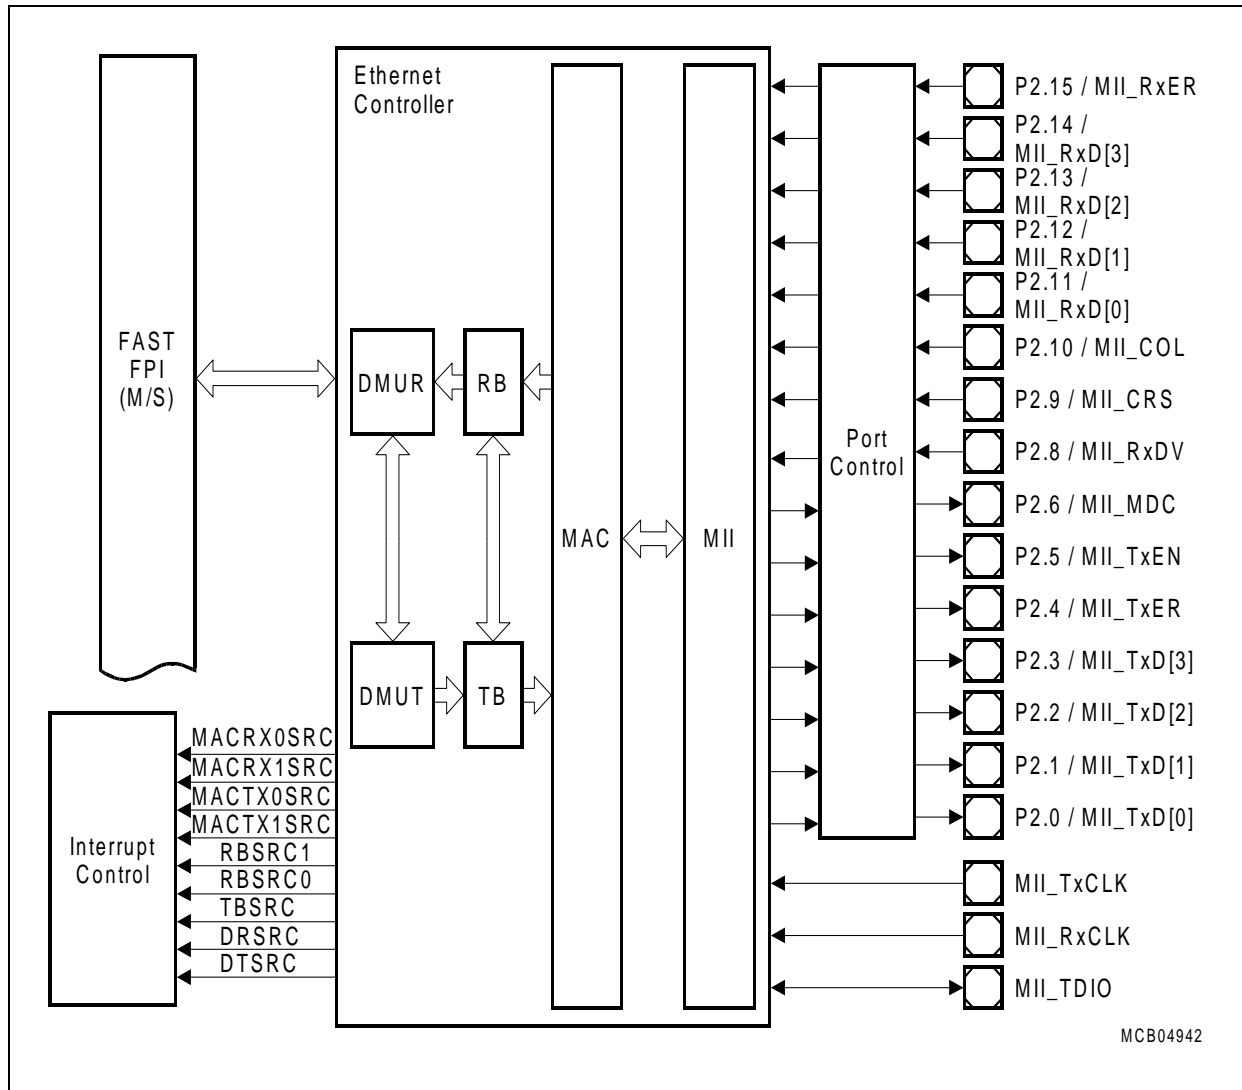 Ethernet
Controller
FAST
FPI
(M/S)
DMUR
RB
MAC
MII
DMUT
TB
Port
Control
P2.15 / MII_RxER
P2.14 /
MII_RxD[3]
P2.13 /
MII_RxD[2]
P2.12 /
MII_RxD[1]
P2.11 /
MII_RxD[0]
P2.10 / MII_COL
P2.9 / MII_CRS
P2.8 / MII_RxDV
P2.6 / MII_MDC
P2.5 / MII_TxEN
P2.4 / MII_TxER
P2.3 / MII_TxD[3]
P2.2 / MII_TxD[2]
P2.1 / MII_TxD[1]
P2.0 / MII_TxD[0]
MII_TxCLK
MII_RxCLK
MII_TDIO
Interrupt
Control
MACRX0SRC
MACRX1SRC
MACTX0SRC
MACTX1SRC
RBSRC1
RBSRC0
TBSRC
DRSRC
DTSRC
MCB04942